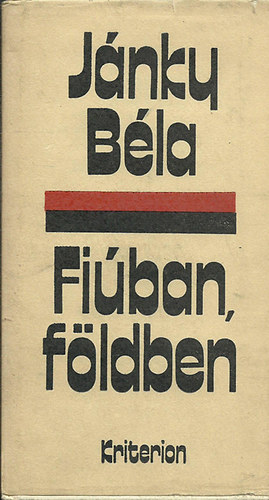 Jánky
Béla
Fiúban,
földben
Kriterion